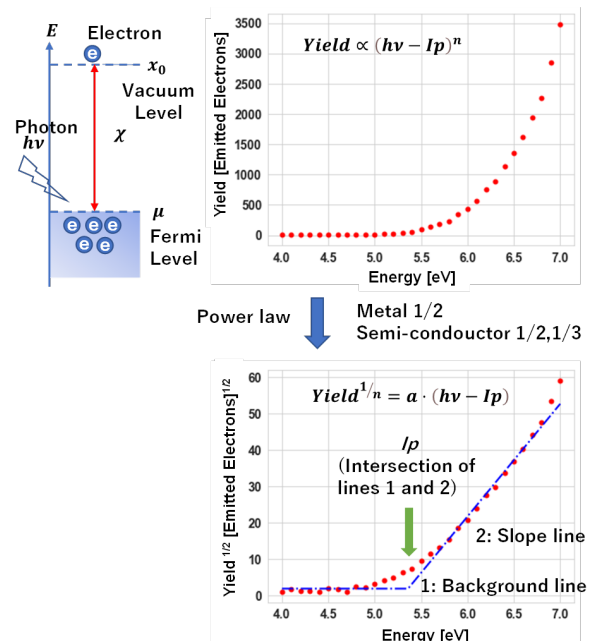 E
Electron
e
x₀
Vacuum
Level
Photon
hν
χ
μ
e e e
e e
Fermi
Level
Yield [Emitted Electrons]
3500
3000
2500
2000
1500
1000
500
0
Yield ∝ (hν − Ip)ⁿ
4.0 4.5 5.0 5.5 6.0 6.5 7.0
Energy [eV]
Power law
Metal 1/2
Semi-condouctor 1/2,1/3
Yield ^1/2 [Emitted Electrons]^1/2
60
50
40
30
20
10
0
Yield^1/n = a · (hν − Ip)
Ip
(Intersection of
lines 1 and 2)
2: Slope line
1: Background line
4.0 4.5 5.0 5.5 6.0 6.5 7.0
Energy [eV]